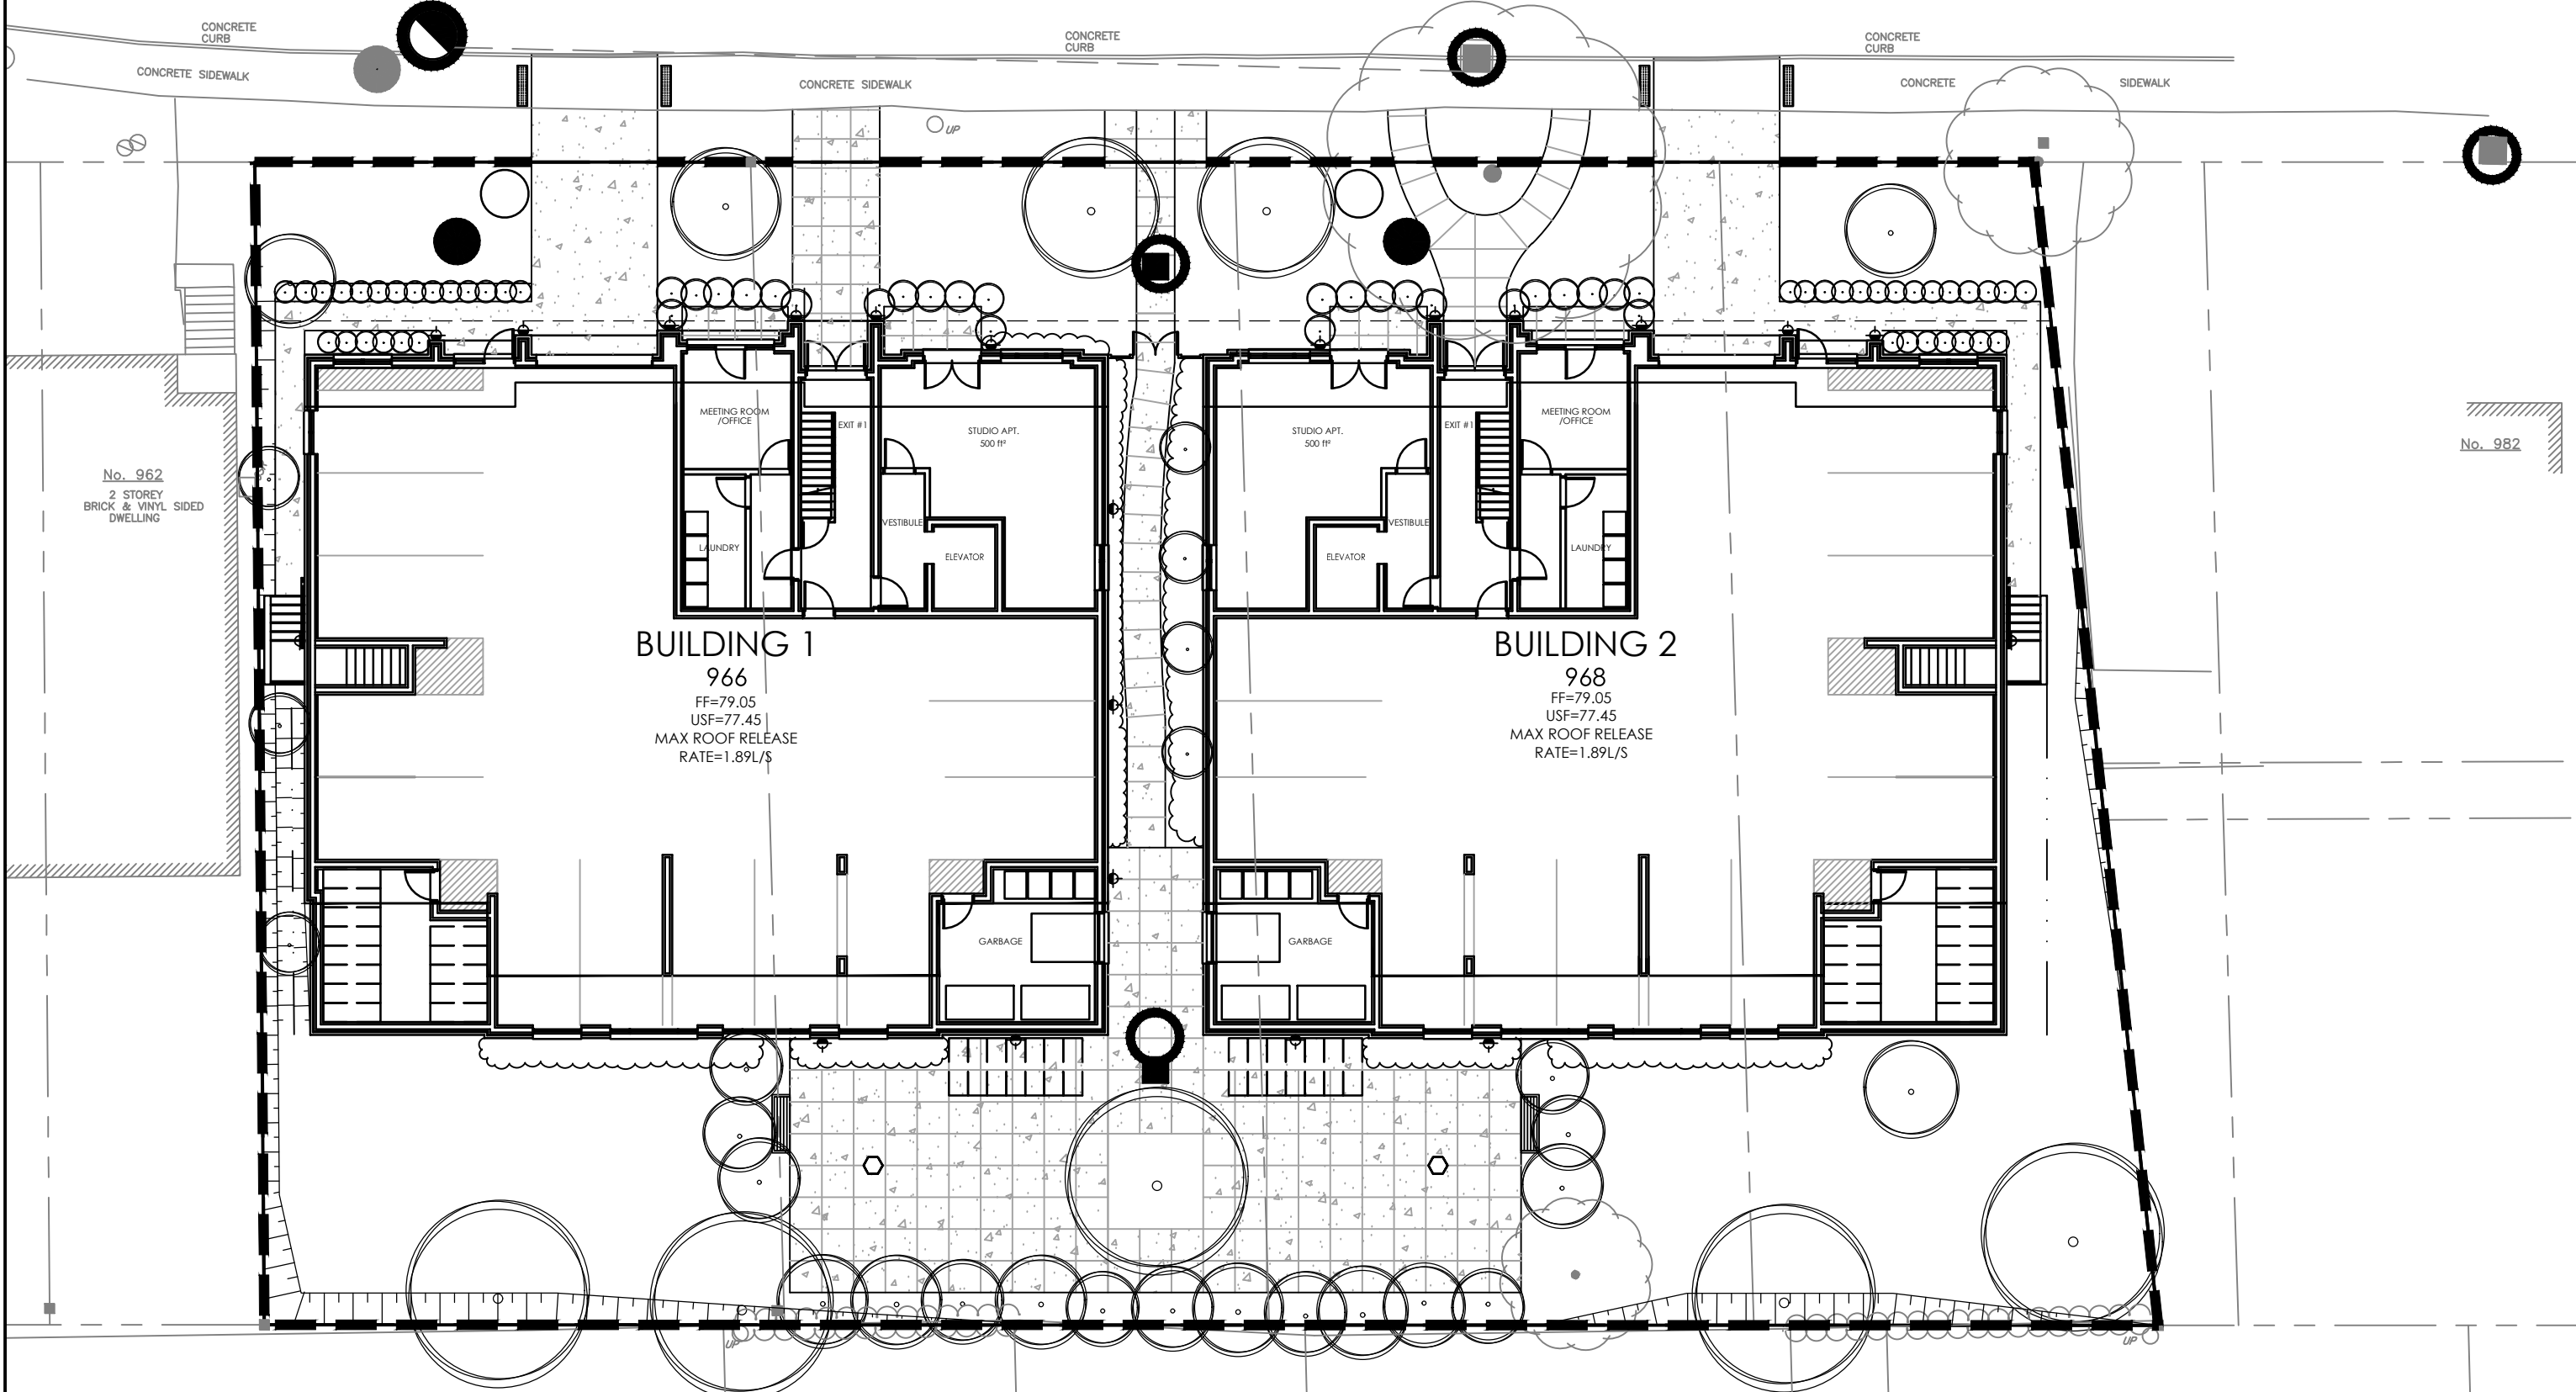 CONCRETE
CURB
CONCRETE
CURB
CONCRETE
CURB
CONCRETE SIDEWALK
CONCRETE SIDEWALK
CONCRETE
SIDEWALK
UP
MEETING ROOM
/OFFICE
EXIT #1
STUDIO APT.
500 ft²
STUDIO APT.
500 ft²
EXIT #1
MEETING ROOM
/OFFICE
No. 982
No. 962
2 STOREY
BRICK & VINYL SIDED
DWELLING
VESTIBULE
VESTIBULE
LAUNDRY
ELEVATOR
ELEVATOR
LAUNDRY
BUILDING 1
966
FF=79.05
USF=77.45
MAX ROOF RELEASE
RATE=1.89L/S
BUILDING 2
968
FF=79.05
USF=77.45
MAX ROOF RELEASE
RATE=1.89L/S
GARBAGE
GARBAGE
UP
UP